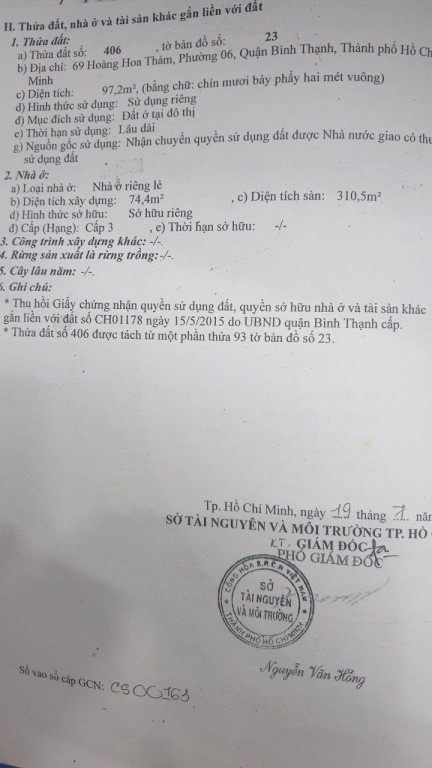 II. Thửa đất, nhà ở và tài sản khác gắn liền với đất
1. Thửa đất:
a) Thửa đất số: 406 , tờ bản đồ số: 23
b) Địa chỉ: 69 Hoàng Hoa Thám, Phường 06, Quận Bình Thạnh, Thành phố Hồ Ch
Minh
c) Diện tích: 97,2m², (bằng chữ: chín mươi bảy phẩy hai mét vuông)
d) Hình thức sử dụng: Sử dụng riêng
đ) Mục đích sử dụng: Đất ở tại đô thị
e) Thời hạn sử dụng: Lâu dài
g) Nguồn gốc sử dụng: Nhận chuyển quyền sử dụng đất được Nhà nước giao có thu
sử dụng đất
2. Nhà ở:
a) Loại nhà ở: Nhà ở riêng lẻ
b) Diện tích xây dựng: 74,4m² , c) Diện tích sàn: 310,5m²
d) Hình thức sở hữu: Sở hữu riêng
đ) Cấp (Hạng): Cấp 3 , e) Thời hạn sở hữu: -/-
3. Công trình xây dựng khác: -/-.
4. Rừng sản xuất là rừng trồng: -/-.
5. Cây lâu năm: -/-.
6. Ghi chú:
* Thu hồi Giấy chứng nhận quyền sử dụng đất, quyền sở hữu nhà ở và tài sản khác
gắn liền với đất số CH01178 ngày 15/5/2015 do UBND quận Bình Thạnh cấp.
* Thửa đất số 406 được tách từ một phần thửa 93 tờ bản đồ số 23.
Tp. Hồ Chí Minh, ngày 19 tháng 1. năm
SỞ TÀI NGUYÊN VÀ MÔI TRƯỜNG TP. HỒ
KT. GIÁM ĐỐC
PHÓ GIÁM ĐỐC
CỘNG HÒA X.H.C.N VIỆT NAM
SỞ
TÀI NGUYÊN
VÀ MÔI TRƯỜNG
THÀNH PHỐ HỒ CHÍ MINH
Nguyễn Văn Hồng
Số vào sổ cấp GCN: CS00163